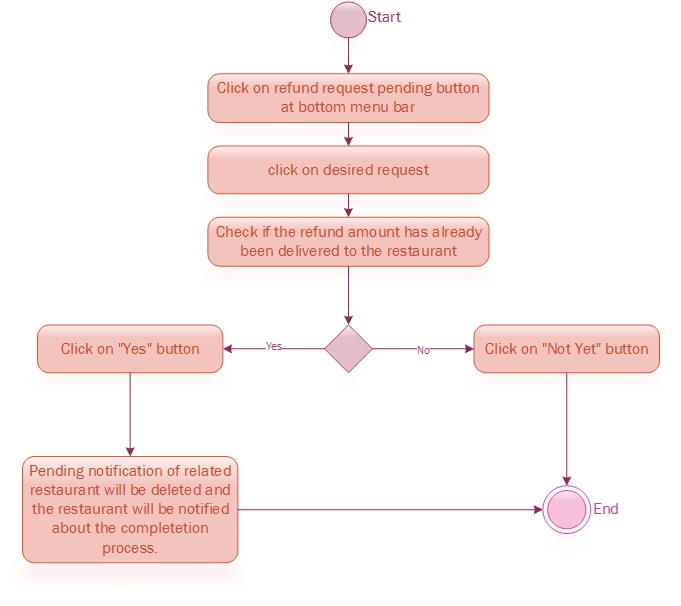 Start
Click on refund request pending button
at bottom menu bar
click on desired request
Check if the refund amount has already
been delivered to the restaurant
Yes
No
Click on "Yes" button
Click on "Not Yet" button
Pending notification of related
restaurant will be deleted and
the restaurant will be notified
about the completetion
process.
End